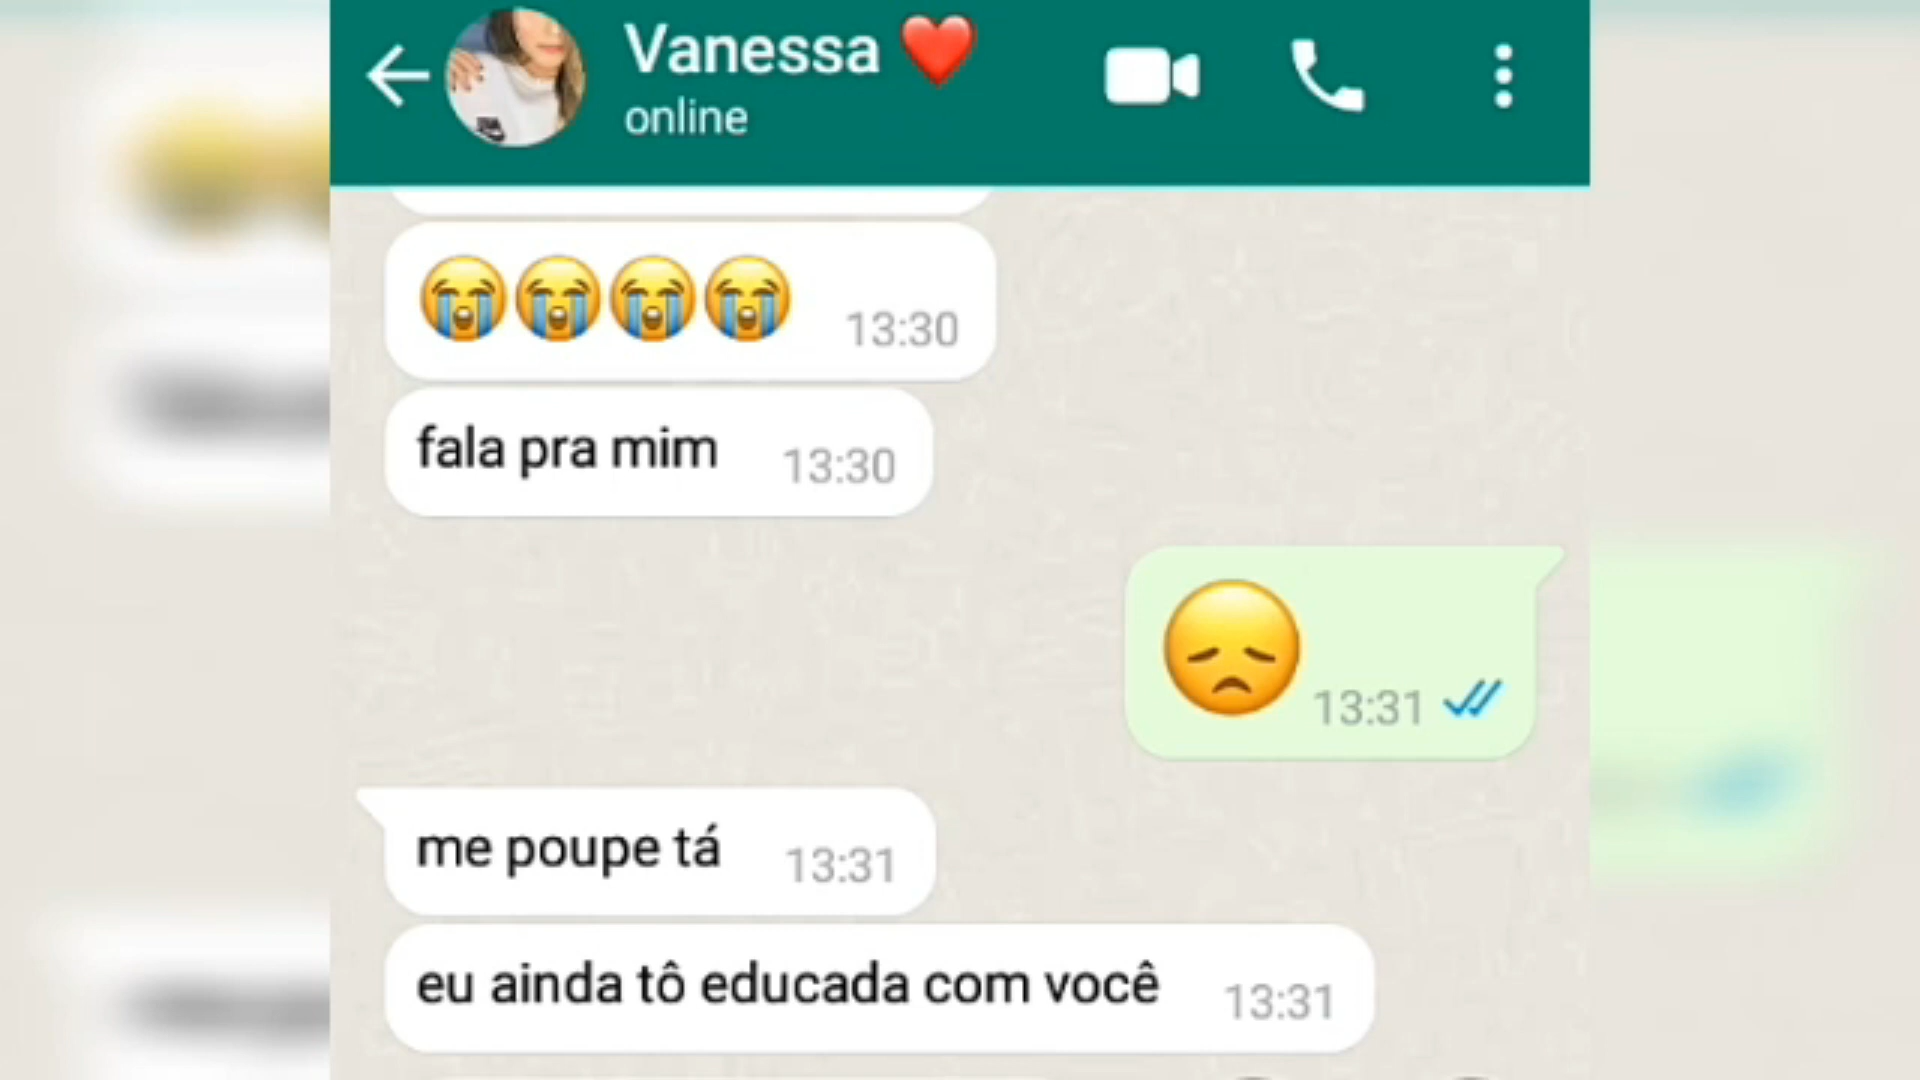 Vanessa ❤️
online
😭😭😭😭 13:30
fala pra mim 13:30
😞 13:31
me poupe tá 13:31
eu ainda tô educada com você 13:31